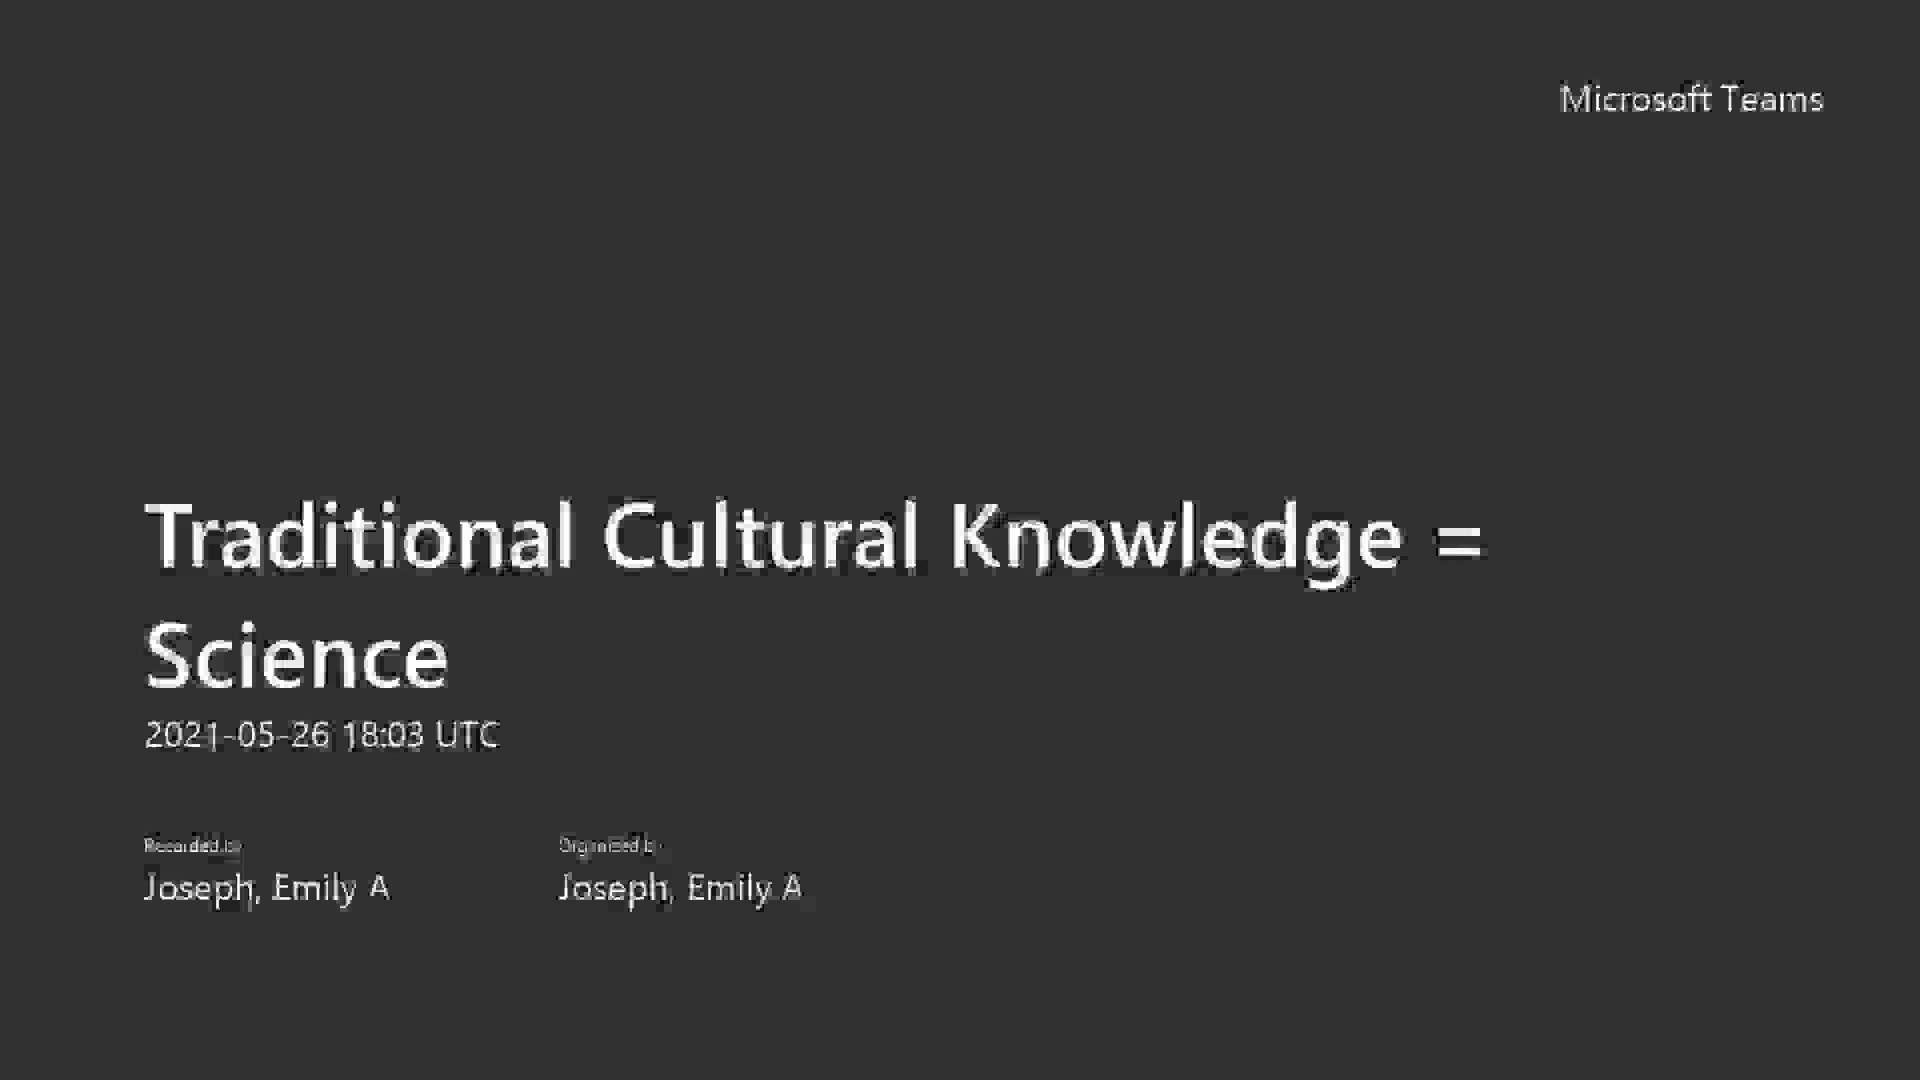 Microsoft Teams
Traditional Cultural Knowledge =
Science
2021-05-26 18:03 UTC
Recorded by
Organized by
Joseph, Emily A
Joseph, Emily A